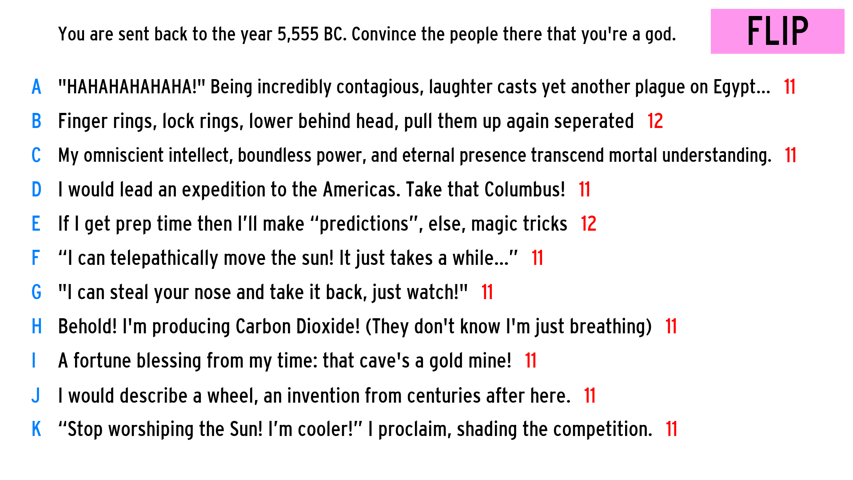 You are sent back to the year 5,555 BC. Convince the people there that you're a god.
FLIP
A "HAHAHAHAHAHA!" Being incredibly contagious, laughter casts yet another plague on Egypt... 11
B Finger rings, lock rings, lower behind head, pull them up again seperated 12
C My omniscient intellect, boundless power, and eternal presence transcend mortal understanding. 11
D I would lead an expedition to the Americas. Take that Columbus! 11
E If I get prep time then I’ll make “predictions”, else, magic tricks 12
F “I can telepathically move the sun! It just takes a while...” 11
G "I can steal your nose and take it back, just watch!" 11
H Behold! I'm producing Carbon Dioxide! (They don't know I'm just breathing) 11
I A fortune blessing from my time: that cave's a gold mine! 11
J I would describe a wheel, an invention from centuries after here. 11
K “Stop worshiping the Sun! I’m cooler!” I proclaim, shading the competition. 11